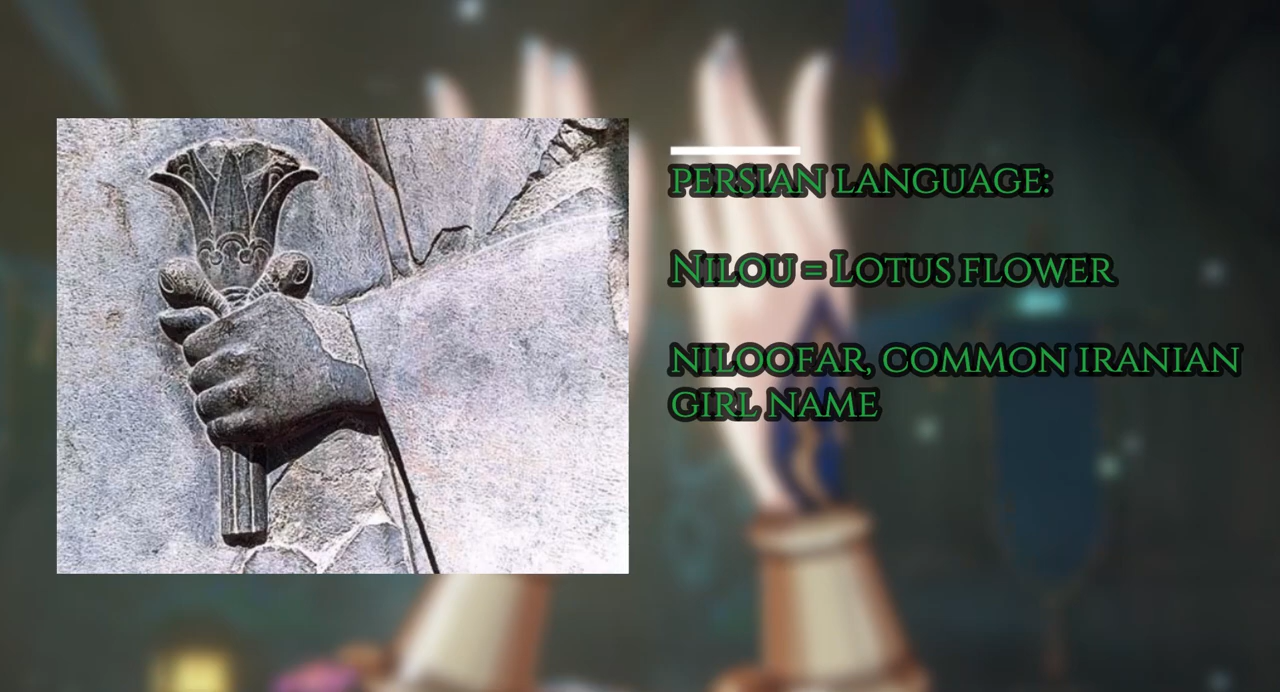 Persian language:
Nilou = Lotus flower
niloofar, common Iranian
girl name